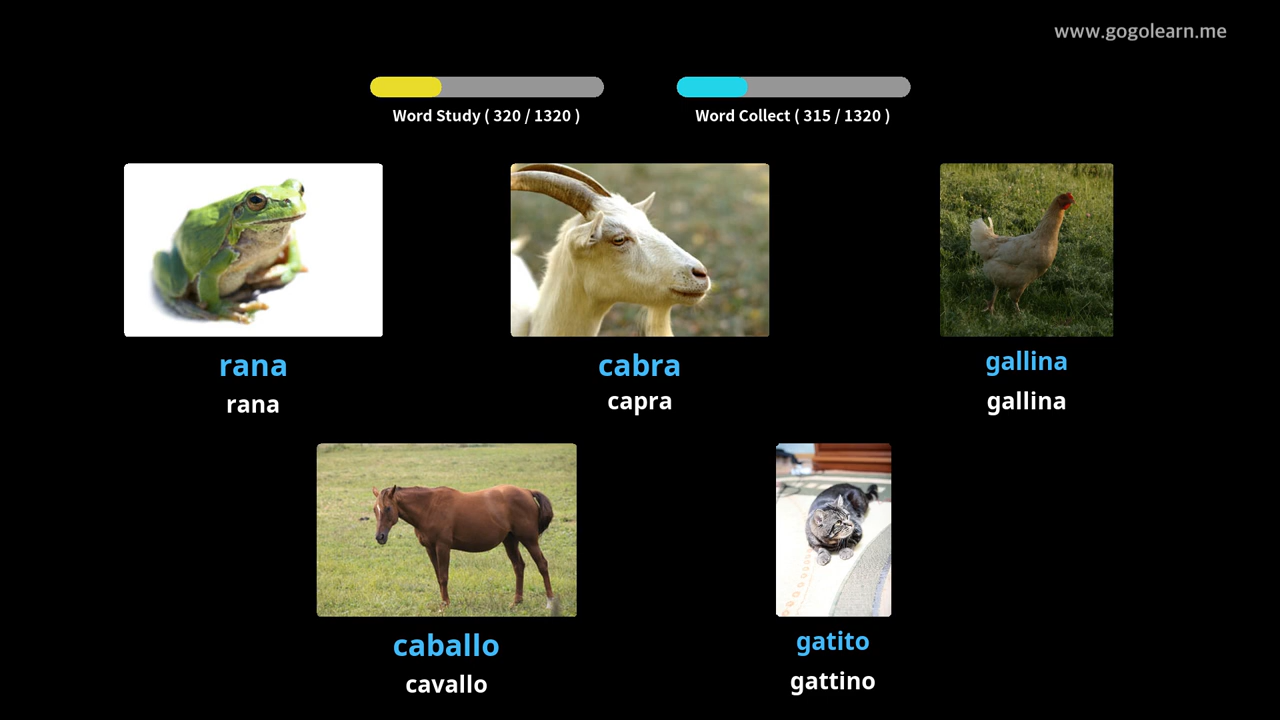 www.gogolearn.me
Word Study ( 320 / 1320 )
Word Collect ( 315 / 1320 )
rana
rana
cabra
capra
gallina
gallina
caballo
cavallo
gatito
gattino